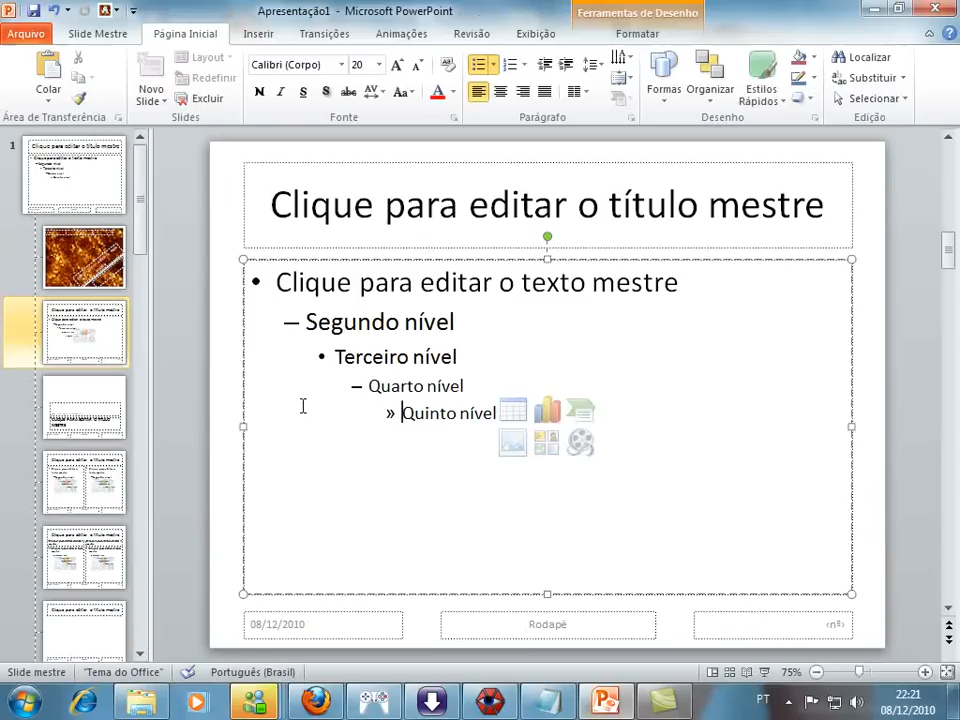 Apresentação1 - Microsoft PowerPoint
Ferramentas de Desenho
Arquivo
Slide Mestre
Página Inicial
Inserir
Transições
Animações
Revisão
Exibição
Formatar
Colar
Área de Transferência
Novo
Slide
Layout
Redefinir
Excluir
Slides
Calibri (Corpo)
20
N I S S abc AV Aa A
Fonte
Parágrafo
Formas
Organizar
Estilos
Rápidos
Desenho
Localizar
Substituir
Selecionar
Edição
1
Clique para editar o título mestre
• Clique para editar o texto mestre
– Segundo nível
• Terceiro nível
– Quarto nível
» Quinto nível
08/12/2010
Rodapé
‹nº›
Slide mestre
"Tema do Office"
Português (Brasil)
75%
PT
22:21
08/12/2010